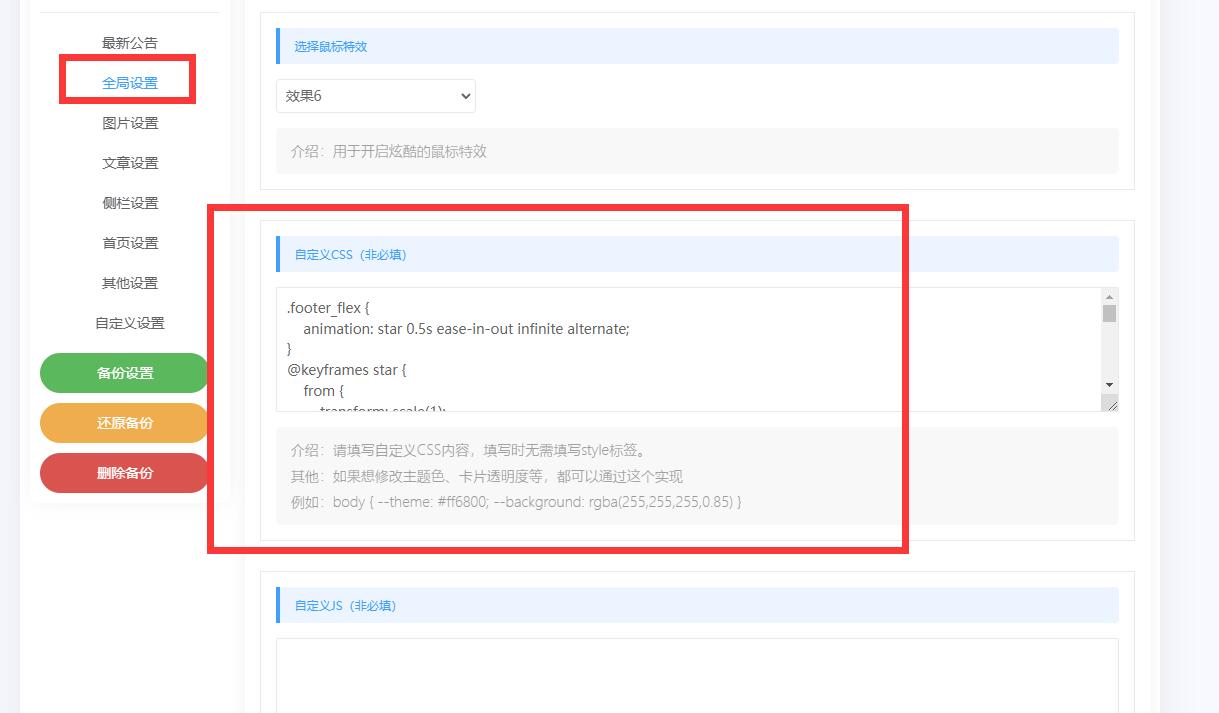 最新公告
全局设置
图片设置
文章设置
侧栏设置
首页设置
其他设置
自定义设置
备份设置
还原备份
删除备份
选择鼠标特效
效果6
介绍：用于开启炫酷的鼠标特效
自定义CSS（非必填）
.footer_flex {
animation: star 0.5s ease-in-out infinite alternate;
}
@keyframes star {
from {
transform: scale(1);
介绍：请填写自定义CSS内容，填写时无需填写style标签。
其他：如果想修改主题色、卡片透明度等，都可以通过这个实现
例如：body { --theme: #ff6800; --background: rgba(255,255,255,0.85) }
自定义JS（非必填）